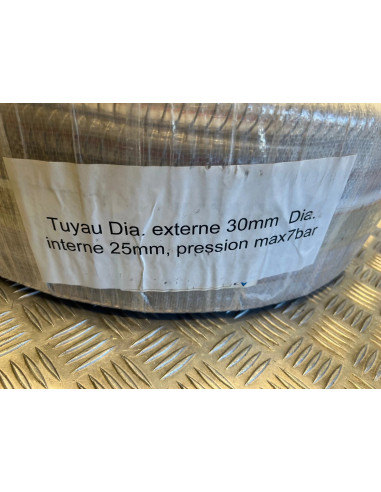 Tuyau Dia. externe 30mm Dia.
interne 25mm, pression max7bar